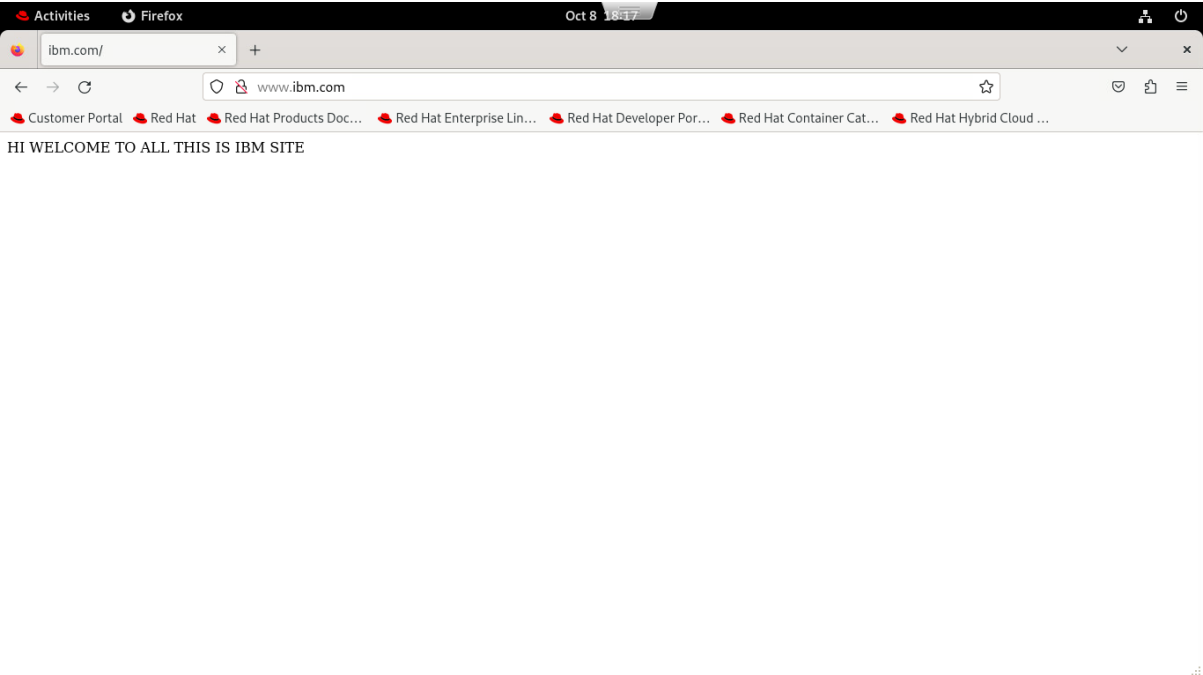 Activities Firefox Oct 8 18:17
ibm.com/
www.ibm.com
Customer Portal Red Hat Red Hat Products Doc… Red Hat Enterprise Lin… Red Hat Developer Por… Red Hat Container Cat… Red Hat Hybrid Cloud …
HI WELCOME TO ALL THIS IS IBM SITE